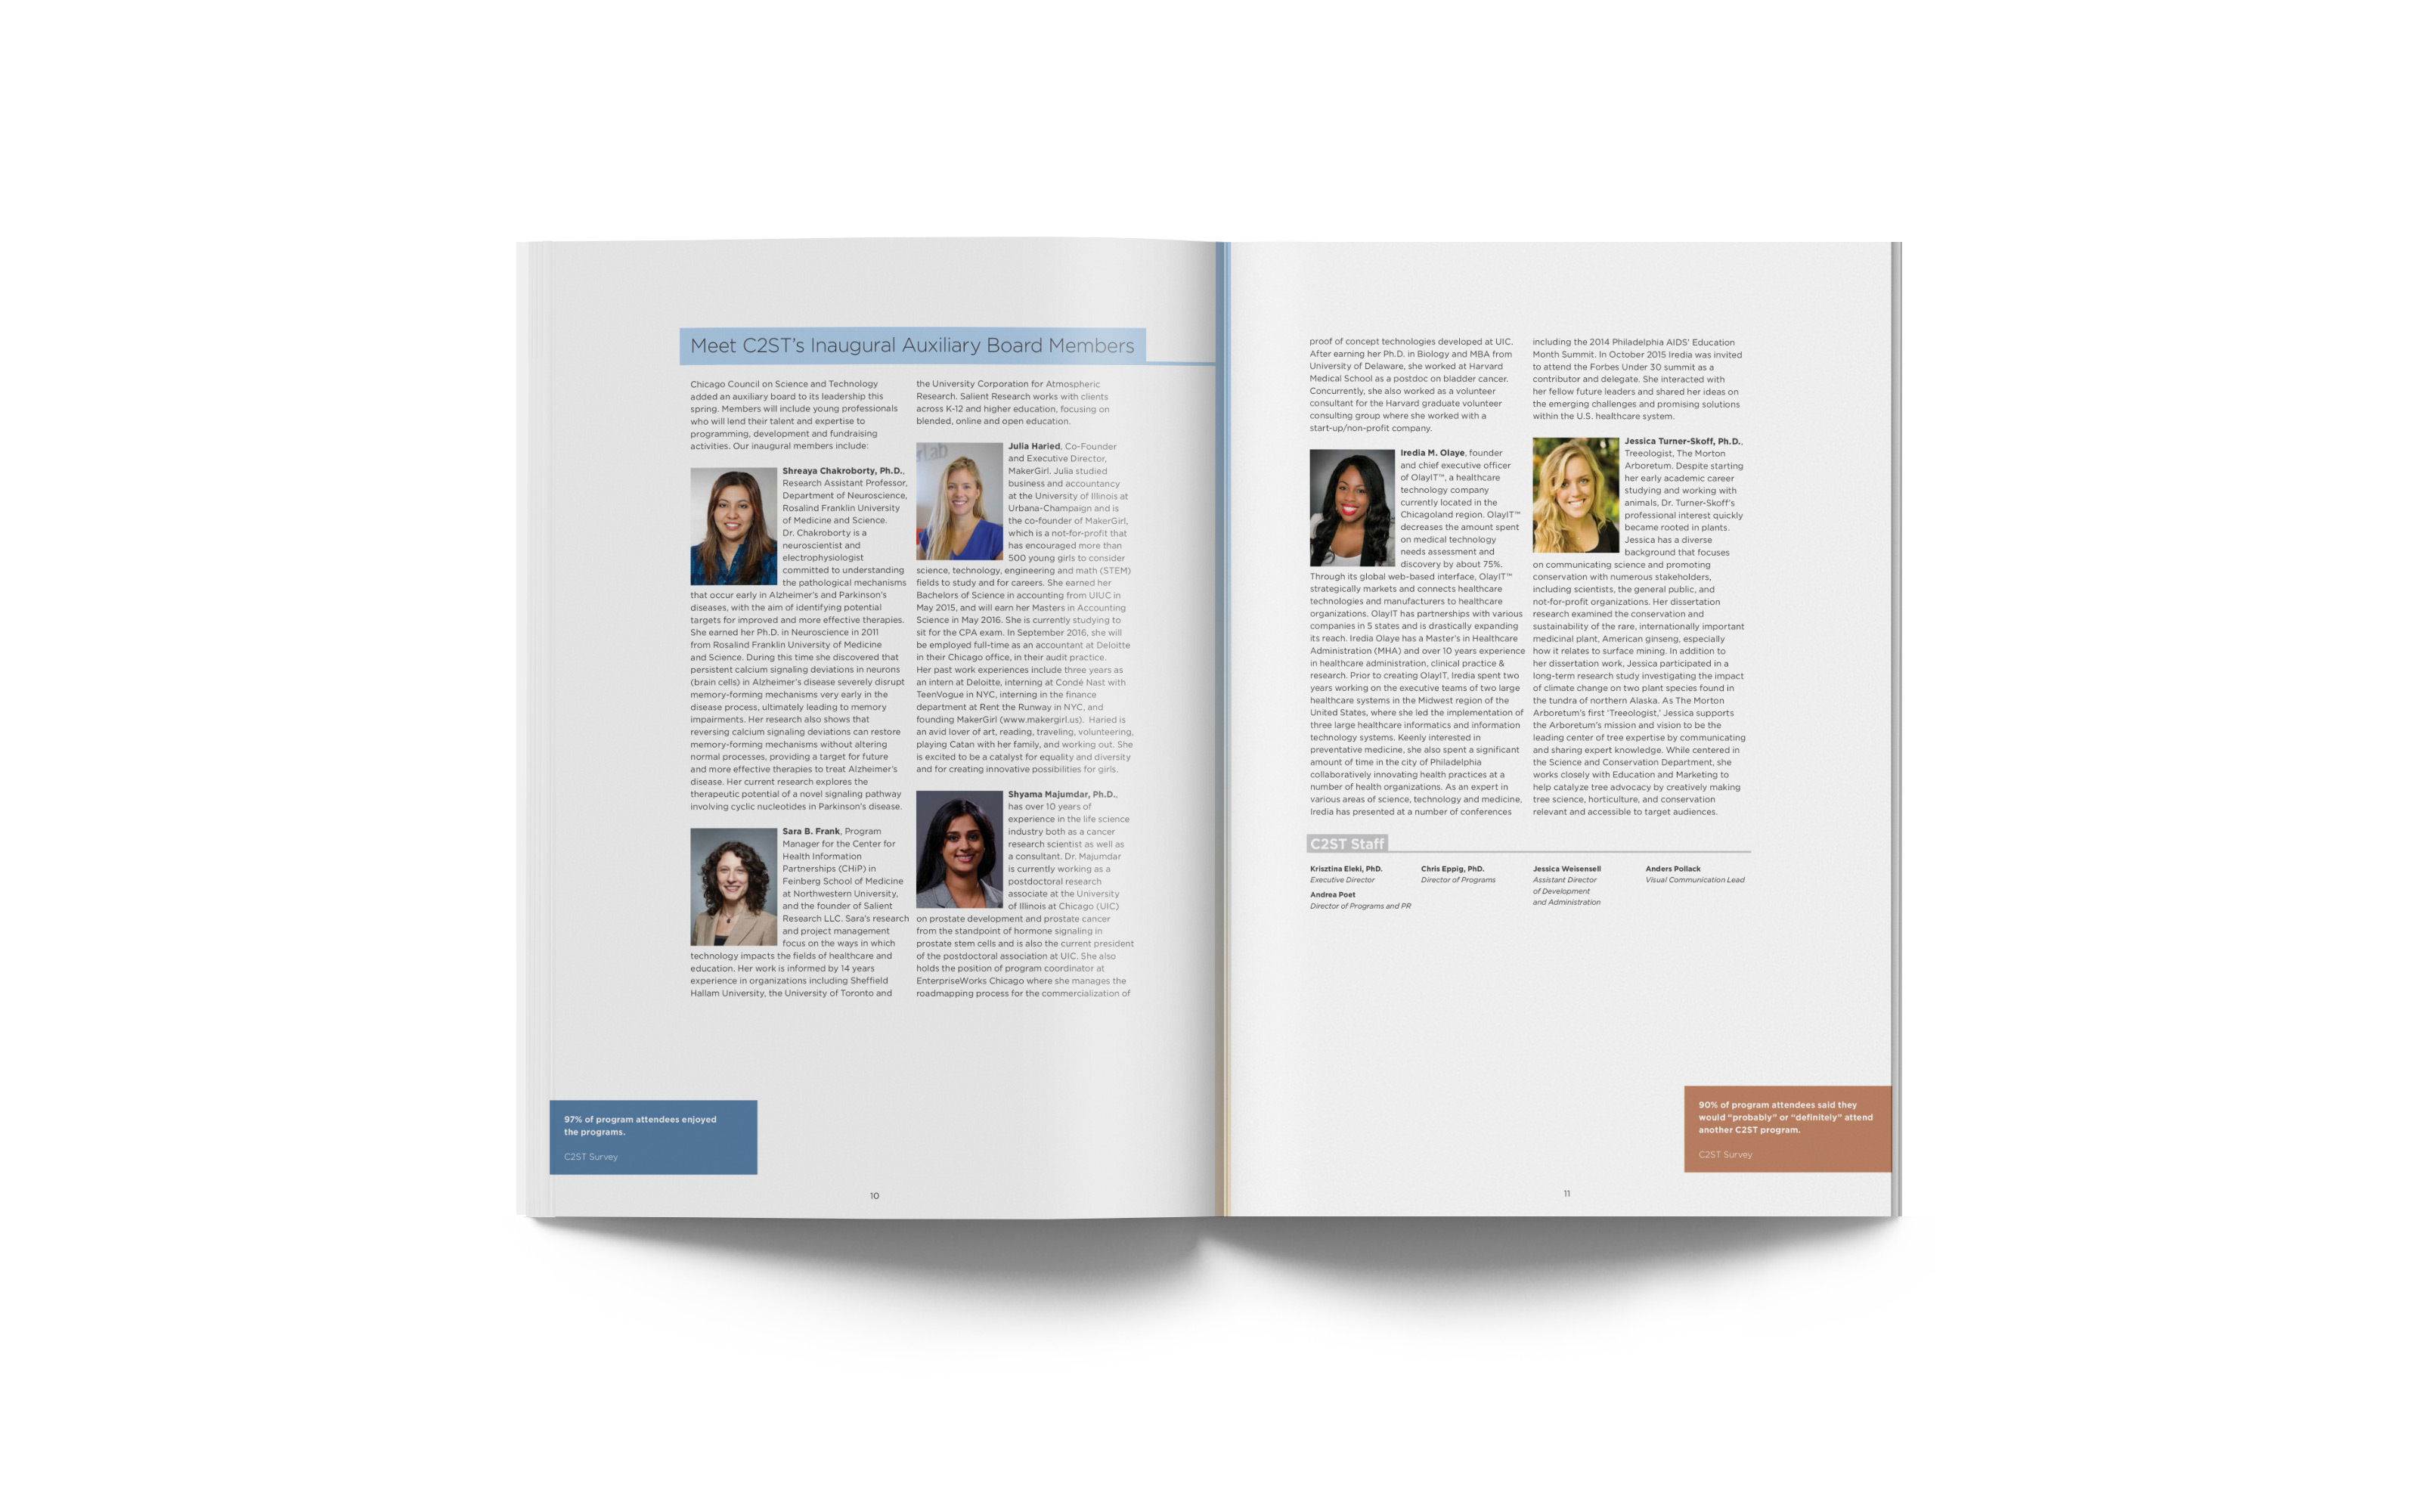 Meet C2ST's Inaugural Auxiliary Board Members
Chicago Council on Science and Technology
added an auxiliary board to its leadership this
spring. Members will include young professionals
who will lend their talent and expertise to
programming, development and fundraising
activities. Our inaugural members include:
Shreaya Chakroborty, Ph.D.,
Research Assistant Professor,
Department of Neuroscience,
Rosalind Franklin University
of Medicine and Science.
Dr. Chakroborty is a
neuroscientist and
electrophysiologist
committed to understanding
the pathological mechanisms
that occur early in Alzheimer's and Parkinson's
diseases, with the aim of identifying potential
targets for improved and more effective therapies.
She earned her Ph.D. in Neuroscience in 2011
from Rosalind Franklin University of Medicine
and Science. During this time she discovered that
persistent calcium signaling deviations in neurons
(brain cells) in Alzheimer's disease severely disrupt
memory-forming mechanisms very early in the
disease process, ultimately leading to memory
impairments. Her research also shows that
reversing calcium signaling deviations can restore
memory-forming mechanisms without altering
normal processes, providing a target for future
and more effective therapies to treat Alzheimer's
disease. Her current research explores the
therapeutic potential of a novel signaling pathway
involving cyclic nucleotides in Parkinson's disease.
Sara B. Frank, Program
Manager for the Center for
Health Information
Partnerships (CHiP) in
Feinberg School of Medicine
at Northwestern University,
and the founder of Salient
Research LLC. Sara's research
and project management
focus on the ways in which
technology impacts the fields of healthcare and
education. Her work is informed by 14 years
experience in organizations including Sheffield
Hallam University, the University of Toronto and
the University Corporation for Atmospheric
Research. Salient Research works with clients
across K-12 and higher education, focusing on
blended, online and open education.
erLab
Julia Haried, Co-Founder
and Executive Director,
MakerGirl. Julia studied
business and accountancy
at the University of Illinois at
Urbana-Champaign and is
the co-founder of MakerGirl,
which is a not-for-profit that
has encouraged more than
500 young girls to consider
science, technology, engineering and math (STEM)
fields to study and for careers. She earned her
Bachelors of Science in accounting from UIUC in
May 2015, and will earn her Masters in Accounting
Science in May 2016. She is currently studying to
sit for the CPA exam. In September 2016, she will
be employed full-time as an accountant at Deloitte
in their Chicago office, in their audit practice.
Her past work experiences include three years as
an intern at Deloitte, interning at Condé Nast with
TeenVogue in NYC, interning in the finance
department at Rent the Runway in NYC, and
founding MakerGirl (www.makergirl.us). Haried is
an avid lover of art, reading, traveling, volunteering,
playing Catan with her family, and working out. She
is excited to be a catalyst for equality and diversity
and for creating innovative possibilities for girls.
Shyama Majumdar, Ph.D.,
has over 10 years of
experience in the life science
industry both as a cancer
research scientist as well as
a consultant. Dr. Majumdar
is currently working as a
postdoctoral research
associate at the University
of Illinois at Chicago (UIC)
on prostate development and prostate cancer
from the standpoint of hormone signaling in
prostate stem cells and is also the current president
of the postdoctoral association at UIC. She also
holds the position of program coordinator at
EnterpriseWorks Chicago where she manages the
roadmapping process for the commercialization of
97% of program attendees enjoyed
the programs.
C2ST Survey
10
proof of concept technologies developed at UIC.
After earning her Ph.D. in Biology and MBA from
University of Delaware, she worked at Harvard
Medical School as a postdoc on bladder cancer.
Concurrently, she also worked as a volunteer
consultant for the Harvard graduate volunteer
consulting group where she worked with a
start-up/non-profit company.
Iredia M. Olaye, founder
and chief executive officer
of OlayIT™, a healthcare
technology company
currently located in the
Chicagoland region. OlayIT™
decreases the amount spent
on medical technology
needs assessment and
discovery by about 75%.
Through its global web-based interface, OlayIT™
strategically markets and connects healthcare
technologies and manufacturers to healthcare
organizations. OlayIT has partnerships with various
companies in 5 states and is drastically expanding
its reach. Iredia Olaye has a Master's in Healthcare
Administration (MHA) and over 10 years experience
in healthcare administration, clinical practice &
research. Prior to creating OlayIT, Iredia spent two
years working on the executive teams of two large
healthcare systems in the Midwest region of the
United States, where she led the implementation of
three large healthcare informatics and information
technology systems. Keenly interested in
preventative medicine, she also spent a significant
amount of time in the city of Philadelphia
collaboratively innovating health practices at a
number of health organizations. As an expert in
various areas of science, technology and medicine,
Iredia has presented at a number of conferences
including the 2014 Philadelphia AIDS' Education
Month Summit. In October 2015 Iredia was invited
to attend the Forbes Under 30 summit as a
contributor and delegate. She interacted with
her fellow future leaders and shared her ideas on
the emerging challenges and promising solutions
within the U.S. healthcare system.
Jessica Turner-Skoff, Ph.D.,
Treeologist, The Morton
Arboretum. Despite starting
her early academic career
studying and working with
animals, Dr. Turner-Skoff's
professional interest quickly
became rooted in plants.
Jessica has a diverse
background that focuses
on communicating science and promoting
conservation with numerous stakeholders,
including scientists, the general public, and
not-for-profit organizations. Her dissertation
research examined the conservation and
sustainability of the rare, internationally important
medicinal plant, American ginseng, especially
how it relates to surface mining. In addition to
her dissertation work, Jessica participated in a
long-term research study investigating the impact
of climate change on two plant species found in
the tundra of northern Alaska. As The Morton
Arboretum's first 'Treeologist,' Jessica supports
the Arboretum's mission and vision to be the
leading center of tree expertise by communicating
and sharing expert knowledge. While centered in
the Science and Conservation Department, she
works closely with Education and Marketing to
help catalyze tree advocacy by creatively making
tree science, horticulture, and conservation
relevant and accessible to target audiences.
C2ST Staff
Krisztina Eleki, PhD.
Executive Director
Andrea Poet
Director of Programs and PR
Chris Eppig, PhD.
Director of Programs
Jessica Weisensell
Assistant Director
of Development
and Administration
Anders Pollack
Visual Communication Lead
90% of program attendees said they
would "probably" or "definitely" attend
another C2ST program.
C2ST Survey
11